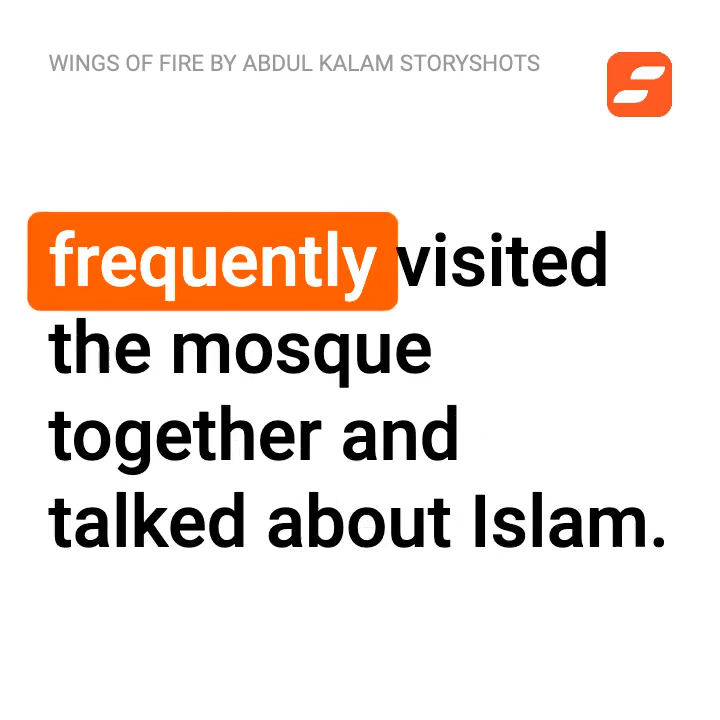 WINGS OF FIRE BY ABDUL KALAM STORYSHOTS
frequently visited
the mosque
together and
talked about Islam.